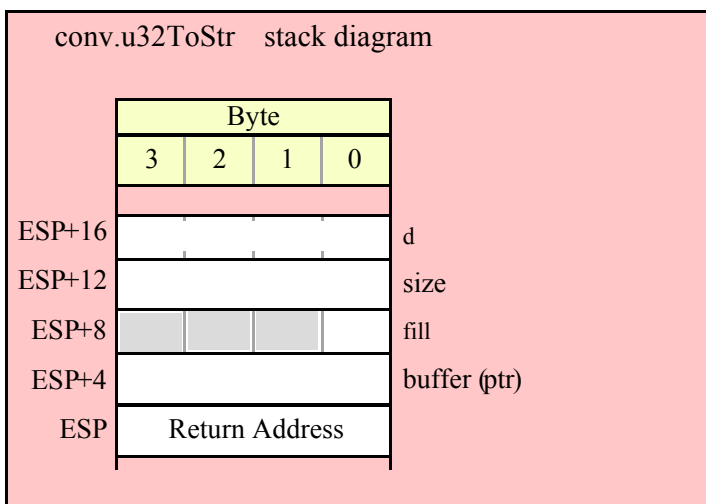 conv.u32ToStr stack diagram
Byte
3 2 1 0
ESP+16 d
ESP+12 size
ESP+8 fill
ESP+4 buffer (ptr)
ESP Return Address